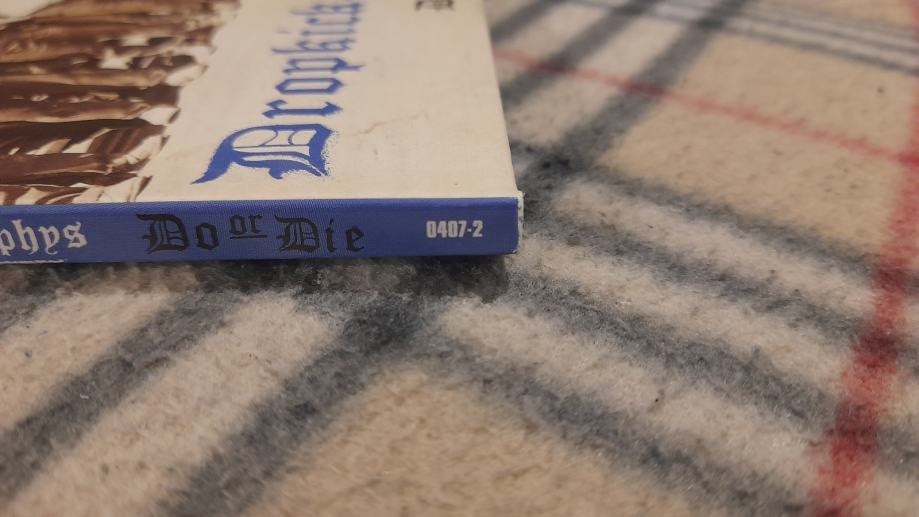 Dropkick
phys Do or Die 0407-2